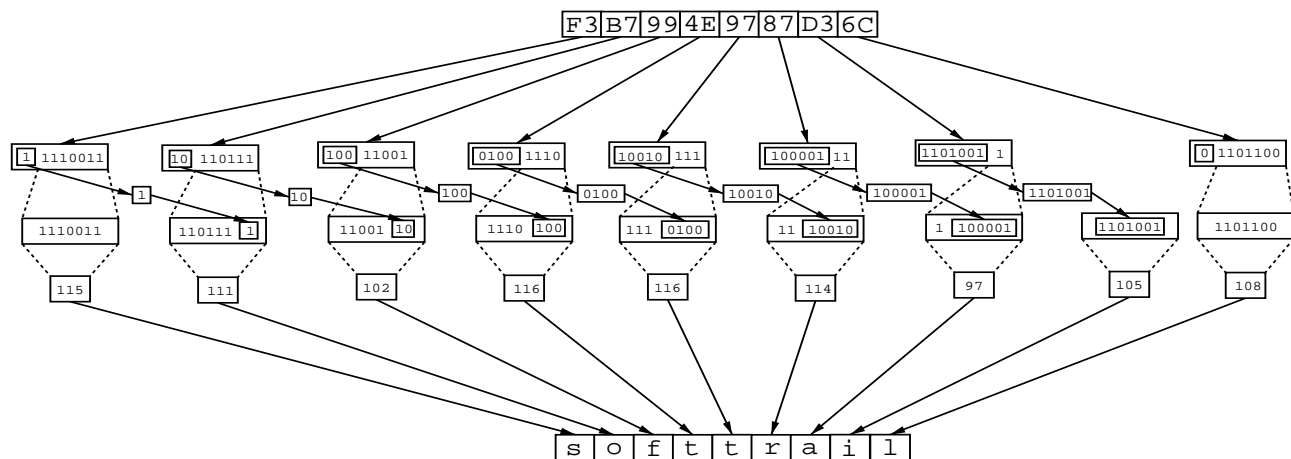 F3 B7 99 4E 97 87 D3 6C
1 1110011 10 110111 100 11001 0100 1110 10010 111 100001 11 1101001 1 0 1101100
1 10 100 0100 10010 100001 1101001
1110011 110111 1 11001 10 1110 100 111 0100 11 10010 1 100001 1101001 1101100
115 111 102 116 116 114 97 105 108
s o f t t r a i l